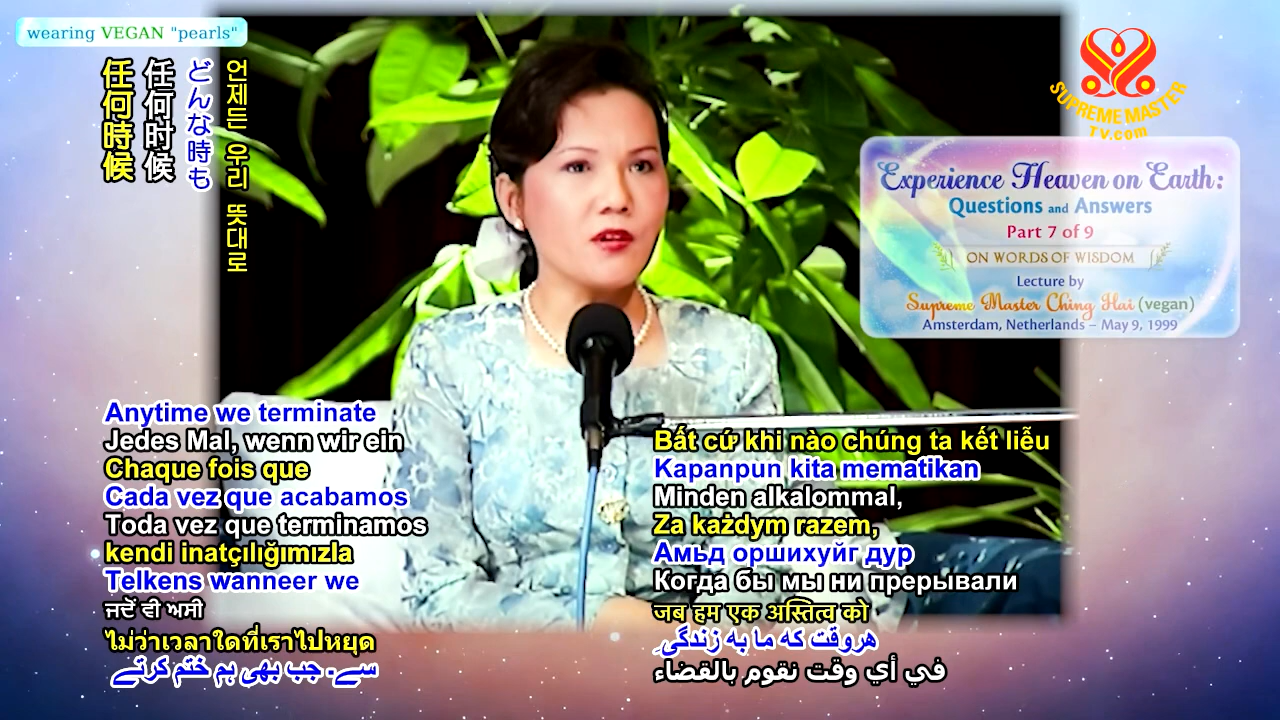 wearing VEGAN "pearls"
任何時候
任何时候
どんな時も
언제든 우리 뜻대로
SUPREME MASTER
TV.com
Experience Heaven on Earth:
Questions and Answers
Part 7 of 9
ON WORDS OF WISDOM
Lecture by
Supreme Master Ching Hai (vegan)
Amsterdam, Netherlands – May 9, 1999
Anytime we terminate
Jedes Mal, wenn wir ein
Chaque fois que
Cada vez que acabamos
Toda vez que terminamos
kendi inatçılığımızla
Telkens wanneer we
ਜਦੋਂ ਵੀ ਅਸੀ
ไม่ว่าเวลาใดที่เราไปหยุด
سے۔ جب بھی ہم ختم کرتے
Bất cứ khi nào chúng ta kết liễu
Kapanpun kita mematikan
Minden alkalommal,
Za każdym razem,
Амьд оршихуйг дур
Когда бы мы ни прерывали
जब हम एक अस्तित्व को
هروقت که ما به زندگیِ
في أي وقت نقوم بالقضاء